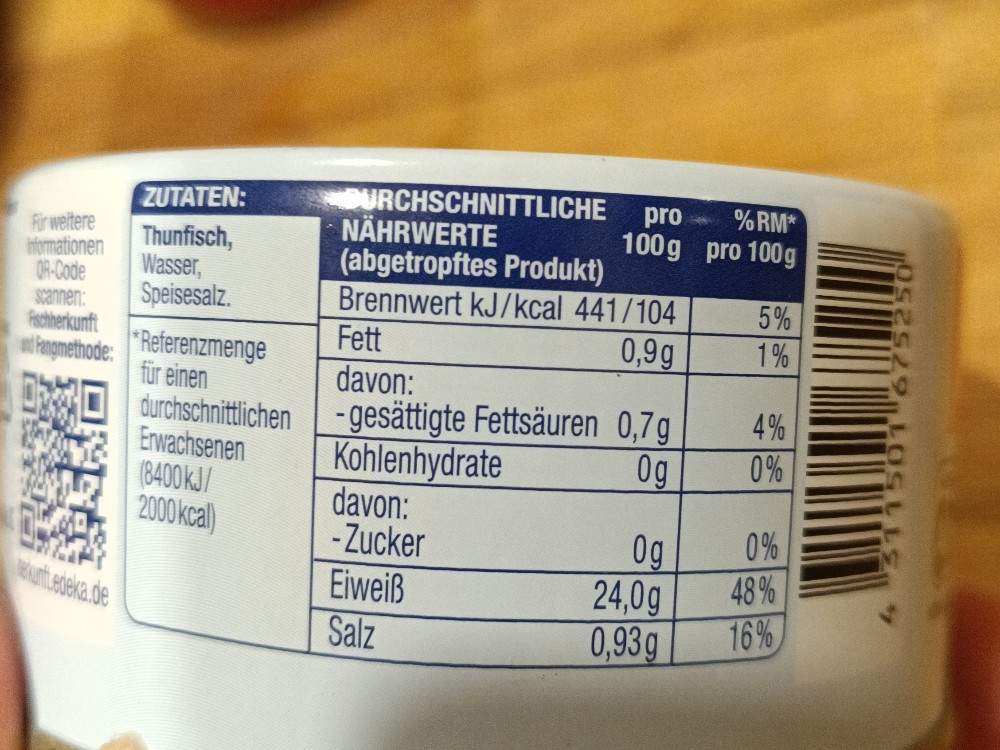 Für weitere
Informationen
QR-Code
scannen:
Fischherkunft
und Fangmethode:
herkunft.edeka.de
ZUTATEN:
Thunfisch,
Wasser,
Speisesalz.
*Referenzmenge
für einen
durchschnittlichen
Erwachsenen
(8400 kJ/
2000 kcal)
DURCHSCHNITTLICHE pro % RM*
NÄHRWERTE 100 g pro 100 g
(abgetropftes Produkt)
Brennwert kJ/kcal 441/104 5%
Fett 0,9 g 1%
davon:
- gesättigte Fettsäuren 0,7 g 4%
Kohlenhydrate 0 g 0%
davon:
- Zucker 0 g 0%
Eiweiß 24,0 g 48%
Salz 0,93 g 16%
4 311501 675250